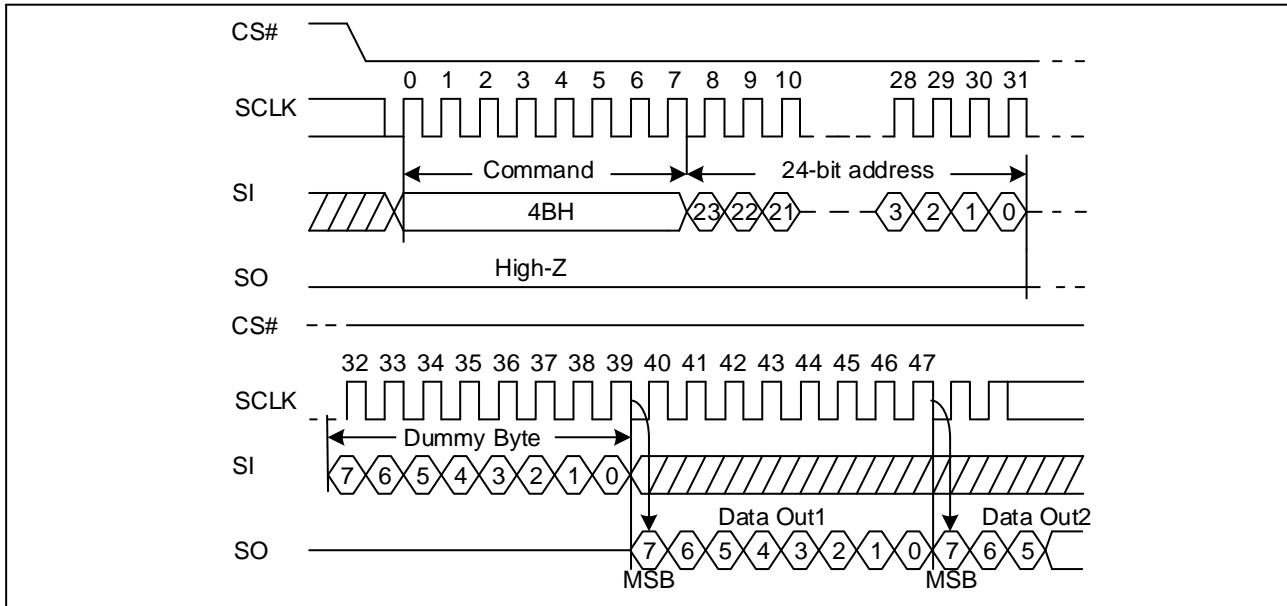 CS#
0 1 2 3 4 5 6 7 8 9 10 28 29 30 31
SCLK
Command 24-bit address
SI
4BH 23 22 21 3 2 1 0
High-Z
SO
CS#
32 33 34 35 36 37 38 39 40 41 42 43 44 45 46 47
SCLK
Dummy Byte
SI
7 6 5 4 3 2 1 0
Data Out1 Data Out2
SO
7 6 5 4 3 2 1 0 7 6 5
MSB MSB